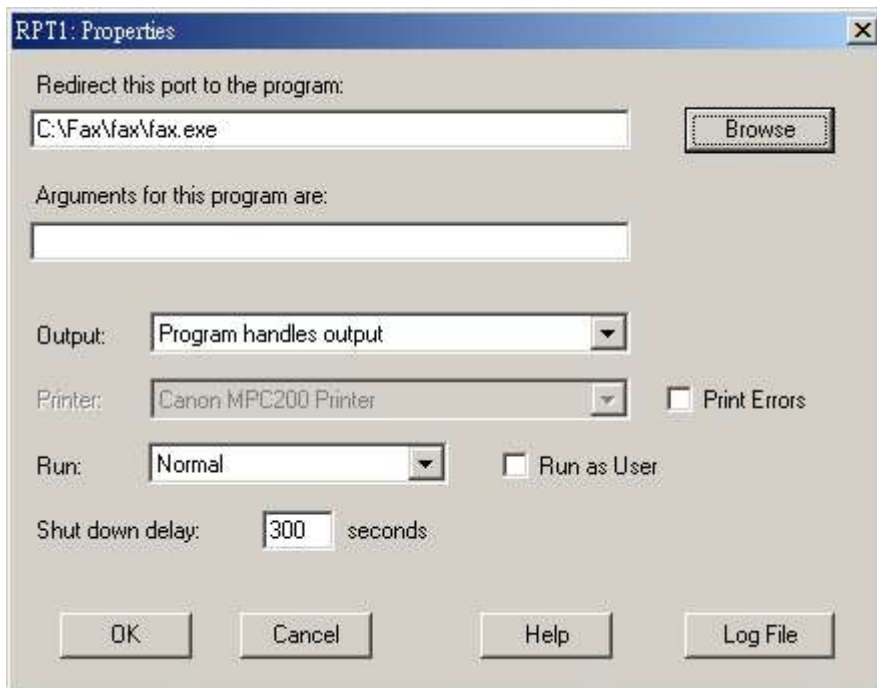 RPT1: Properties
Redirect this port to the program:
C:\Fax\fax\fax.exe
Browse
Arguments for this program are:
Output: Program handles output
Printer: Canon MPC200 Printer Print Errors
Run: Normal Run as User
Shut down delay: 300 seconds
OK Cancel Help Log File